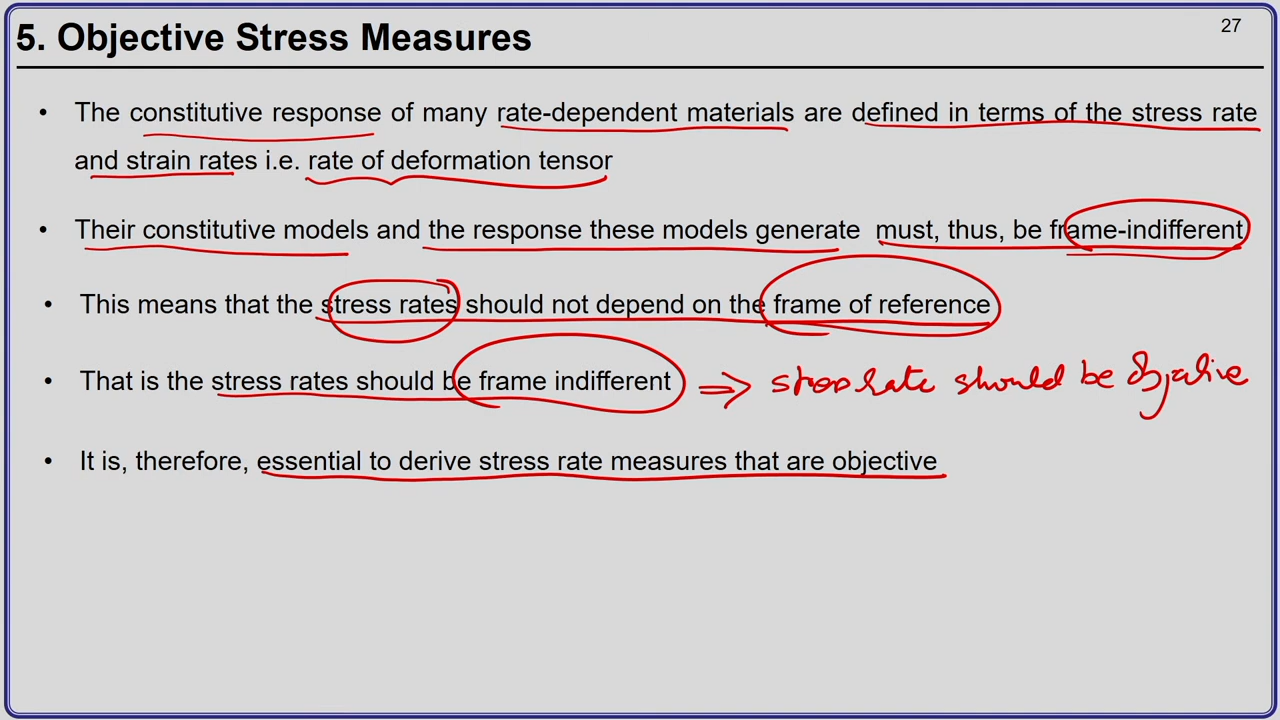 5. Objective Stress Measures
27
• The constitutive response of many rate-dependent materials are defined in terms of the stress rate
and strain rates i.e. rate of deformation tensor
• Their constitutive models and the response these models generate must, thus, be frame-indifferent
• This means that the stress rates should not depend on the frame of reference
• That is the stress rates should be frame indifferent ⇒ stress rate should be objective
• It is, therefore, essential to derive stress rate measures that are objective